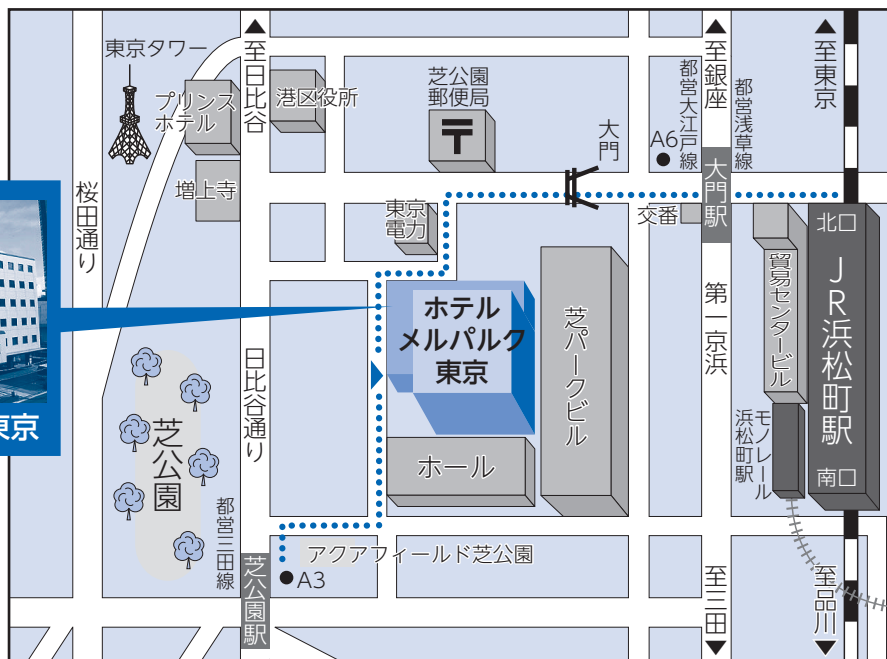 東京タワー
プリンス
ホテル
増上寺
至日比谷
港区役所
芝公園
郵便局
〒
大門
都営大江戸線
A6
至銀座
都営浅草線
至東京
桜田通り
東京
電力
交番
大門駅
北口
JR浜松町駅
南口
貿易センタービル
モノレール
浜松町駅
第一京浜
ホテル
メルパルク
東京
芝パークビル
ホール
日比谷通り
芝公園
東京
都営三田線
芝公園駅
アクアフィールド芝公園
A3
至三田
至品川